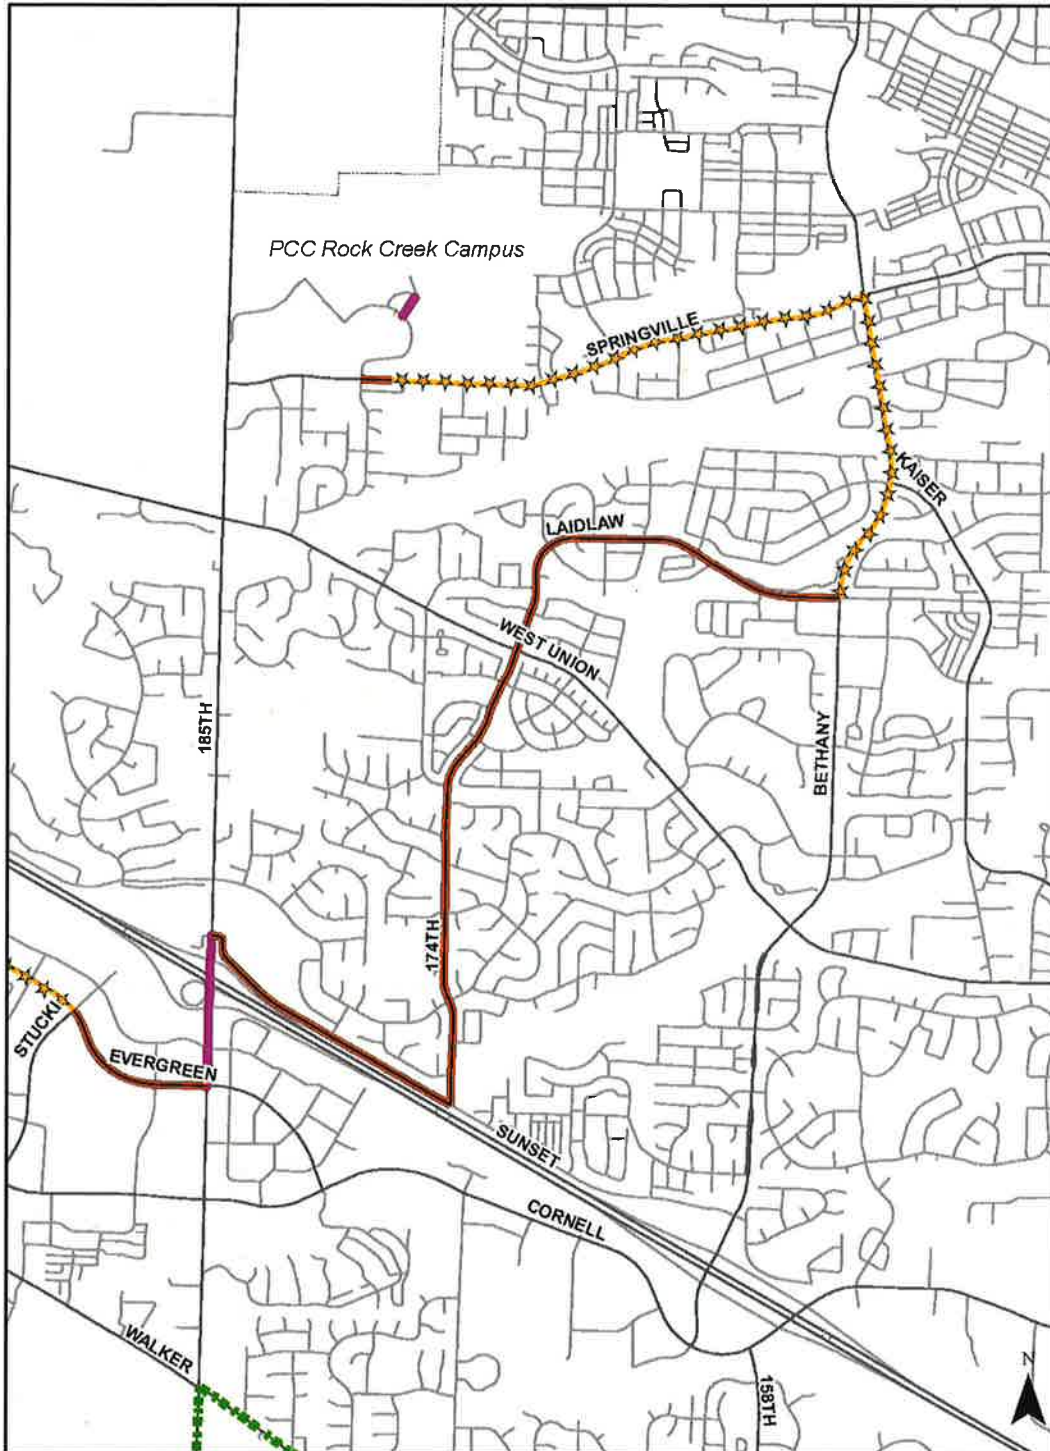 PCC Rock Creek Campus
SPRINGVILLE
KAISER
LAIDLAW
WEST UNION
185TH
BETHANY
174TH
STUCKI
EVERGREEN
SUNSET
CORNELL
WALKER
158TH
N